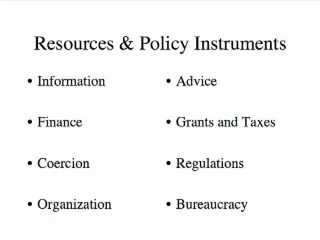 Resources & Policy Instruments
• Information
• Advice
• Finance
• Grants and Taxes
• Coercion
• Regulations
• Organization
• Bureaucracy